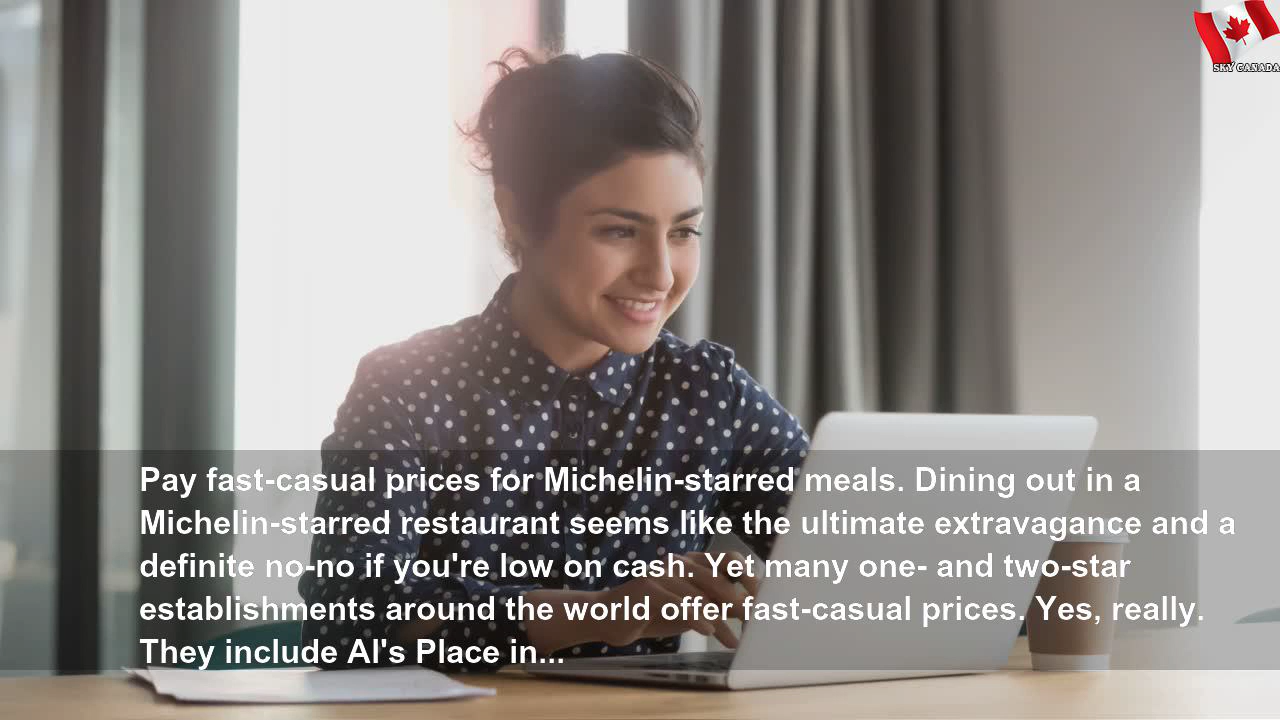 SKY CANADA
Pay fast-casual prices for Michelin-starred meals. Dining out in a
Michelin-starred restaurant seems like the ultimate extravagance and a
definite no-no if you're low on cash. Yet many one- and two-star
establishments around the world offer fast-casual prices. Yes, really.
They include Al's Place in...